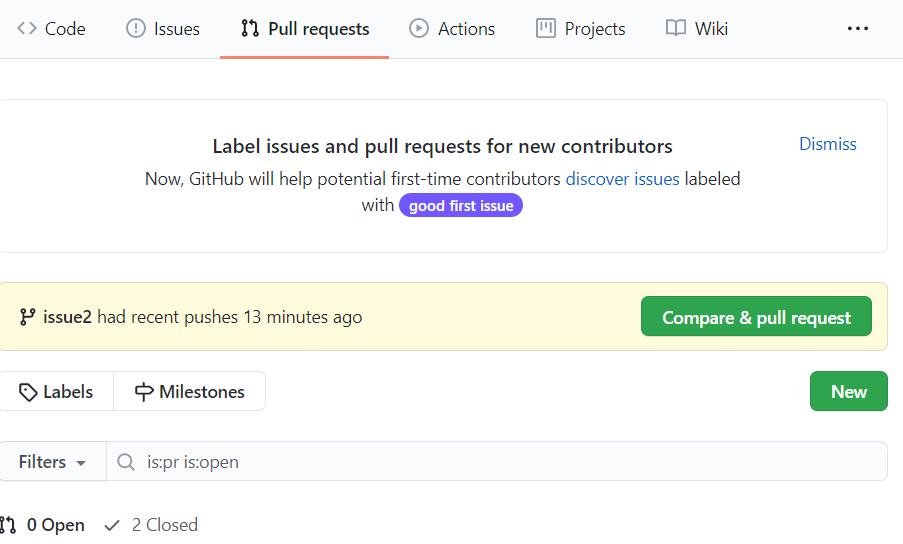 Code Issues Pull requests Actions Projects Wiki ...
Label issues and pull requests for new contributors Dismiss
Now, GitHub will help potential first-time contributors discover issues labeled
with good first issue
issue2 had recent pushes 13 minutes ago Compare & pull request
Labels Milestones New
Filters is:pr is:open
0 Open 2 Closed